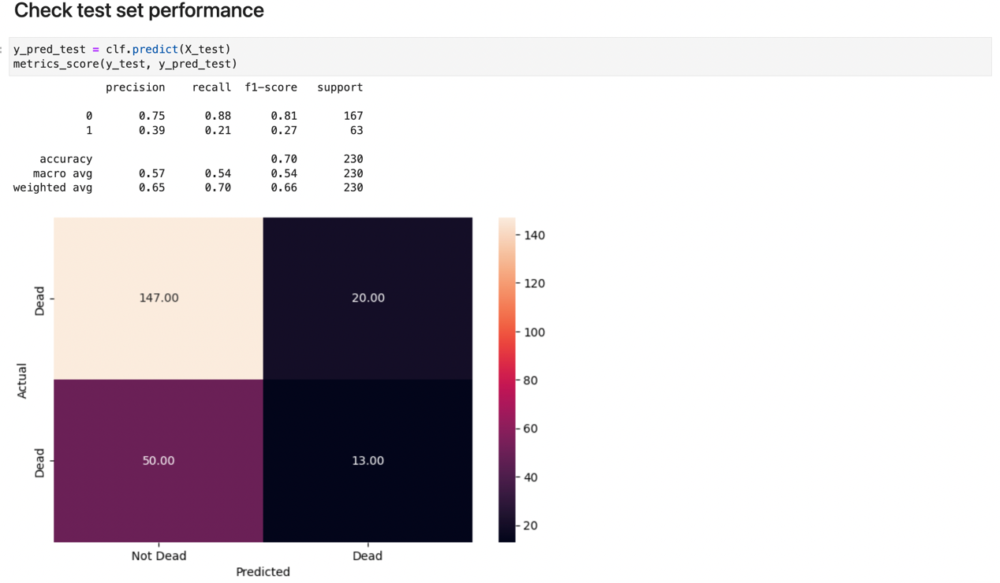 Check test set performance
:
y_pred_test = clf.predict(X_test)
metrics_score(y_test, y_pred_test)
precision recall f1-score support
0 0.75 0.88 0.81 167
1 0.39 0.21 0.27 63
accuracy 0.70 230
macro avg 0.57 0.54 0.54 230
weighted avg 0.65 0.70 0.66 230
140
120
100
80
60
40
20
Actual
Dead
147.00 20.00
Dead
50.00 13.00
Not Dead Dead
Predicted